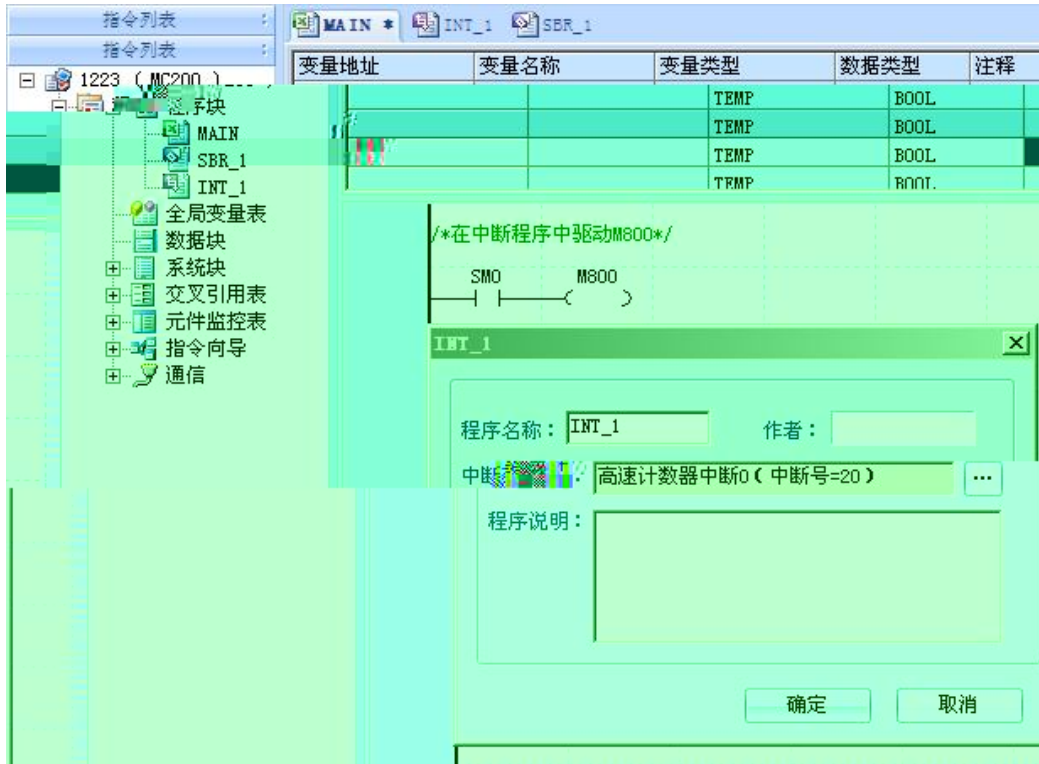 指令列表
指令列表
MAIN *
INT_1
SBR_1
变量地址 变量名称 变量类型 数据类型 注释
1223 ( MC200 )
程序块
MAIN
SBR_1
INT_1
全局变量表
数据块
系统块
交叉引用表
元件监控表
指令向导
通信
TEMP BOOL
TEMP BOOL
TEMP BOOL
TEMP BOOL
/*在中断程序中驱动M800*/
SM0 M800
INT_1
程序名称： INT_1 作者：
高速计数器中断0 ( 中断号=20 ) ...
程序说明：
确定 取消